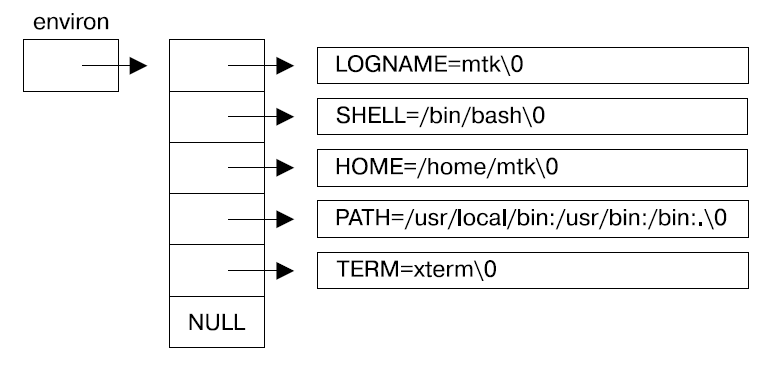 environ
LOGNAME=mtk\0
SHELL=/bin/bash\0
HOME=/home/mtk\0
PATH=/usr/local/bin:/usr/bin:/bin:.\0
TERM=xterm\0
NULL